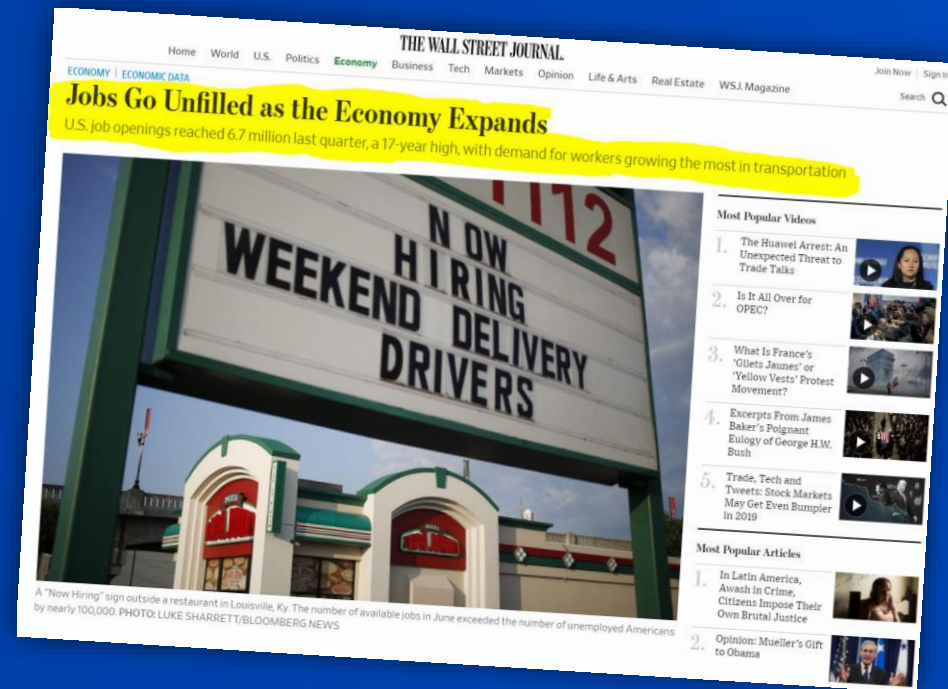 THE WALL STREET JOURNAL.
Home World U.S. Politics Economy Business Tech Markets Opinion Life & Arts Real Estate WSJ. Magazine
Join Now | Sign In
Search
ECONOMY | ECONOMIC DATA
Jobs Go Unfilled as the Economy Expands
U.S. job openings reached 6.7 million last quarter, a 17-year high, with demand for workers growing the most in transportation
1112
NOW
HIRING
WEEKEND DELIVERY
DRIVERS
A "Now Hiring" sign outside a restaurant in Louisville, Ky. The number of available jobs in June exceeded the number of unemployed Americans
by nearly 100,000. PHOTO: LUKE SHARRETT/BLOOMBERG NEWS
Most Popular Videos
1. The Huawei Arrest: An
Unexpected Threat to
Trade Talks
2. Is It All Over for
OPEC?
3. What Is France's
'Gilets Jaunes' or
'Yellow Vests' Protest
Movement?
4. Excerpts From James
Baker's Poignant
Eulogy of George H.W.
Bush
5. Trade, Tech and
Tweets: Stock Markets
May Get Even Bumpier
in 2019
Most Popular Articles
1. In Latin America,
Awash in Crime,
Citizens Impose Their
Own Brutal Justice
2. Opinion: Mueller's Gift
to Obama